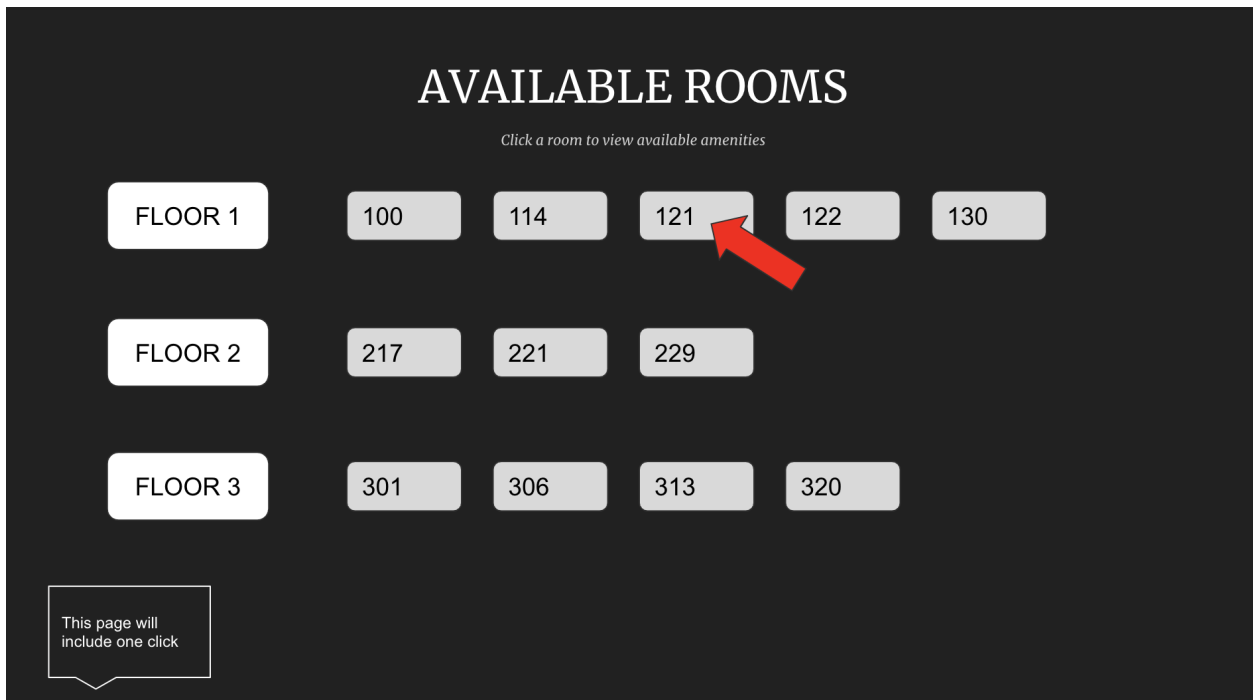 AVAILABLE ROOMS
Click a room to view available amenities
FLOOR 1 100 114 121 122 130
FLOOR 2 217 221 229
FLOOR 3 301 306 313 320
This page will
include one click